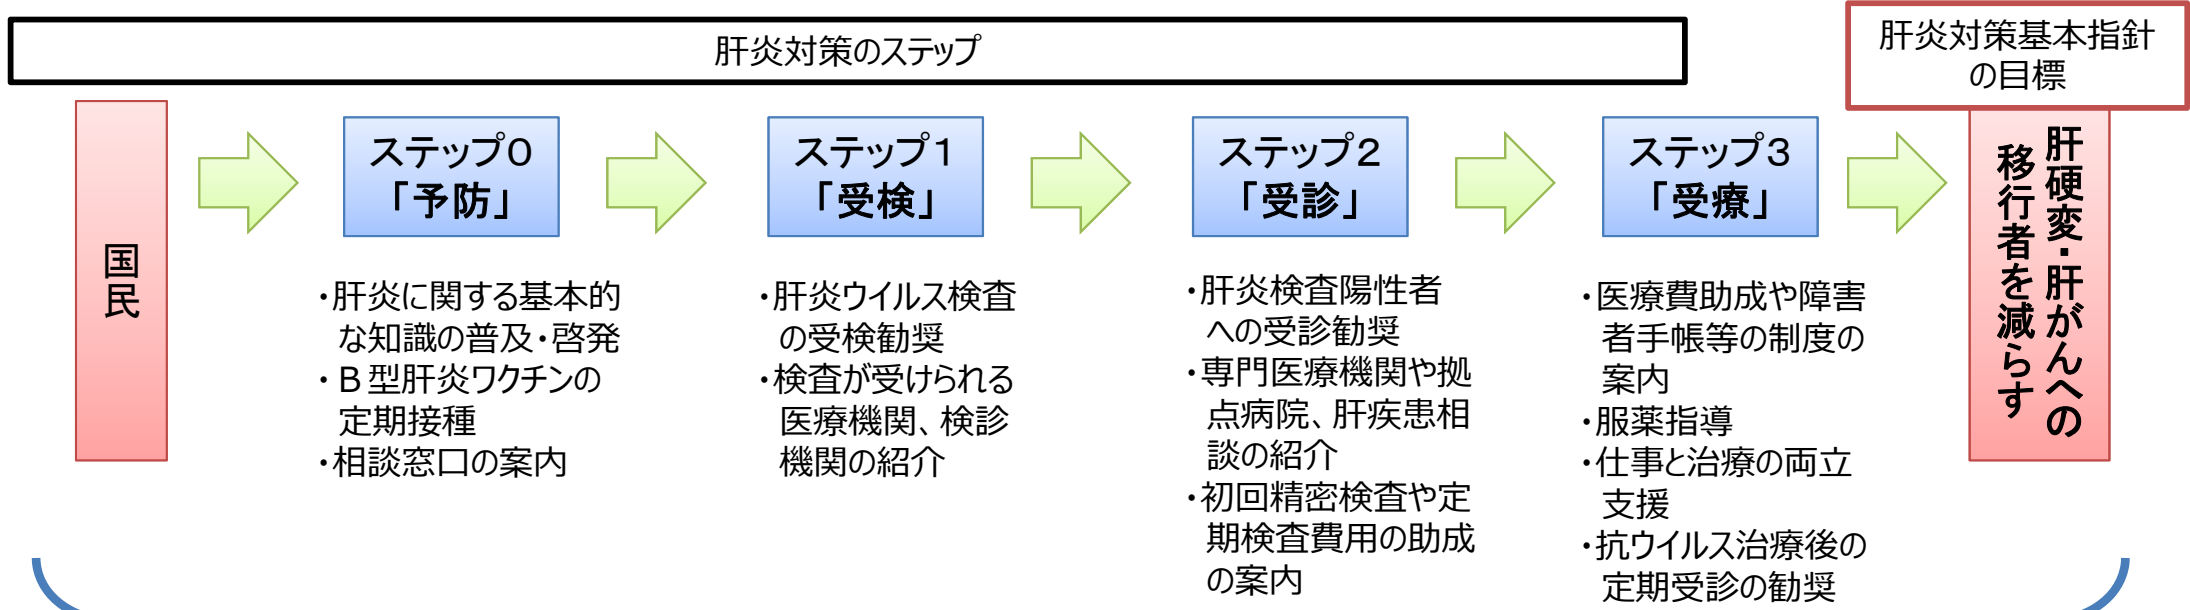 肝炎対策のステップ
肝炎対策基本指針
の目標
国民
ステップ０
「予防」
・肝炎に関する基本的
な知識の普及・啓発
・Ｂ型肝炎ワクチンの
定期接種
・相談窓口の案内
ステップ１
「受検」
・肝炎ウイルス検査
の受検勧奨
・検査が受けられる
医療機関、検診
機関の紹介
ステップ２
「受診」
・肝炎検査陽性者
への受診勧奨
・専門医療機関や拠
点病院、肝疾患相
談の紹介
・初回精密検査や定
期検査費用の助成
の案内
ステップ３
「受療」
・医療費助成や障害
者手帳等の制度の
案内
・服薬指導
・仕事と治療の両立
支援
・抗ウイルス治療後の
定期受診の勧奨
肝硬変・肝がんへの
移行者を減らす